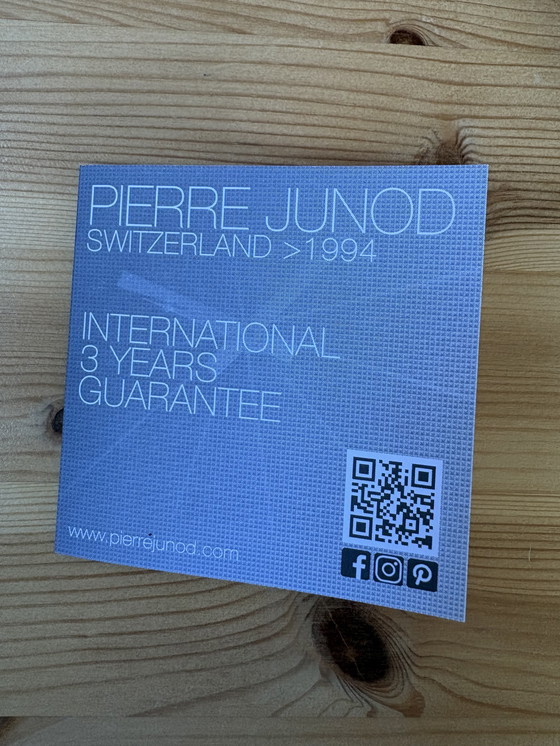 PIERRE JUNOD
SWITZERLAND >1994
INTERNATIONAL
3 YEARS
GUARANTEE
www.pierrejunod.com